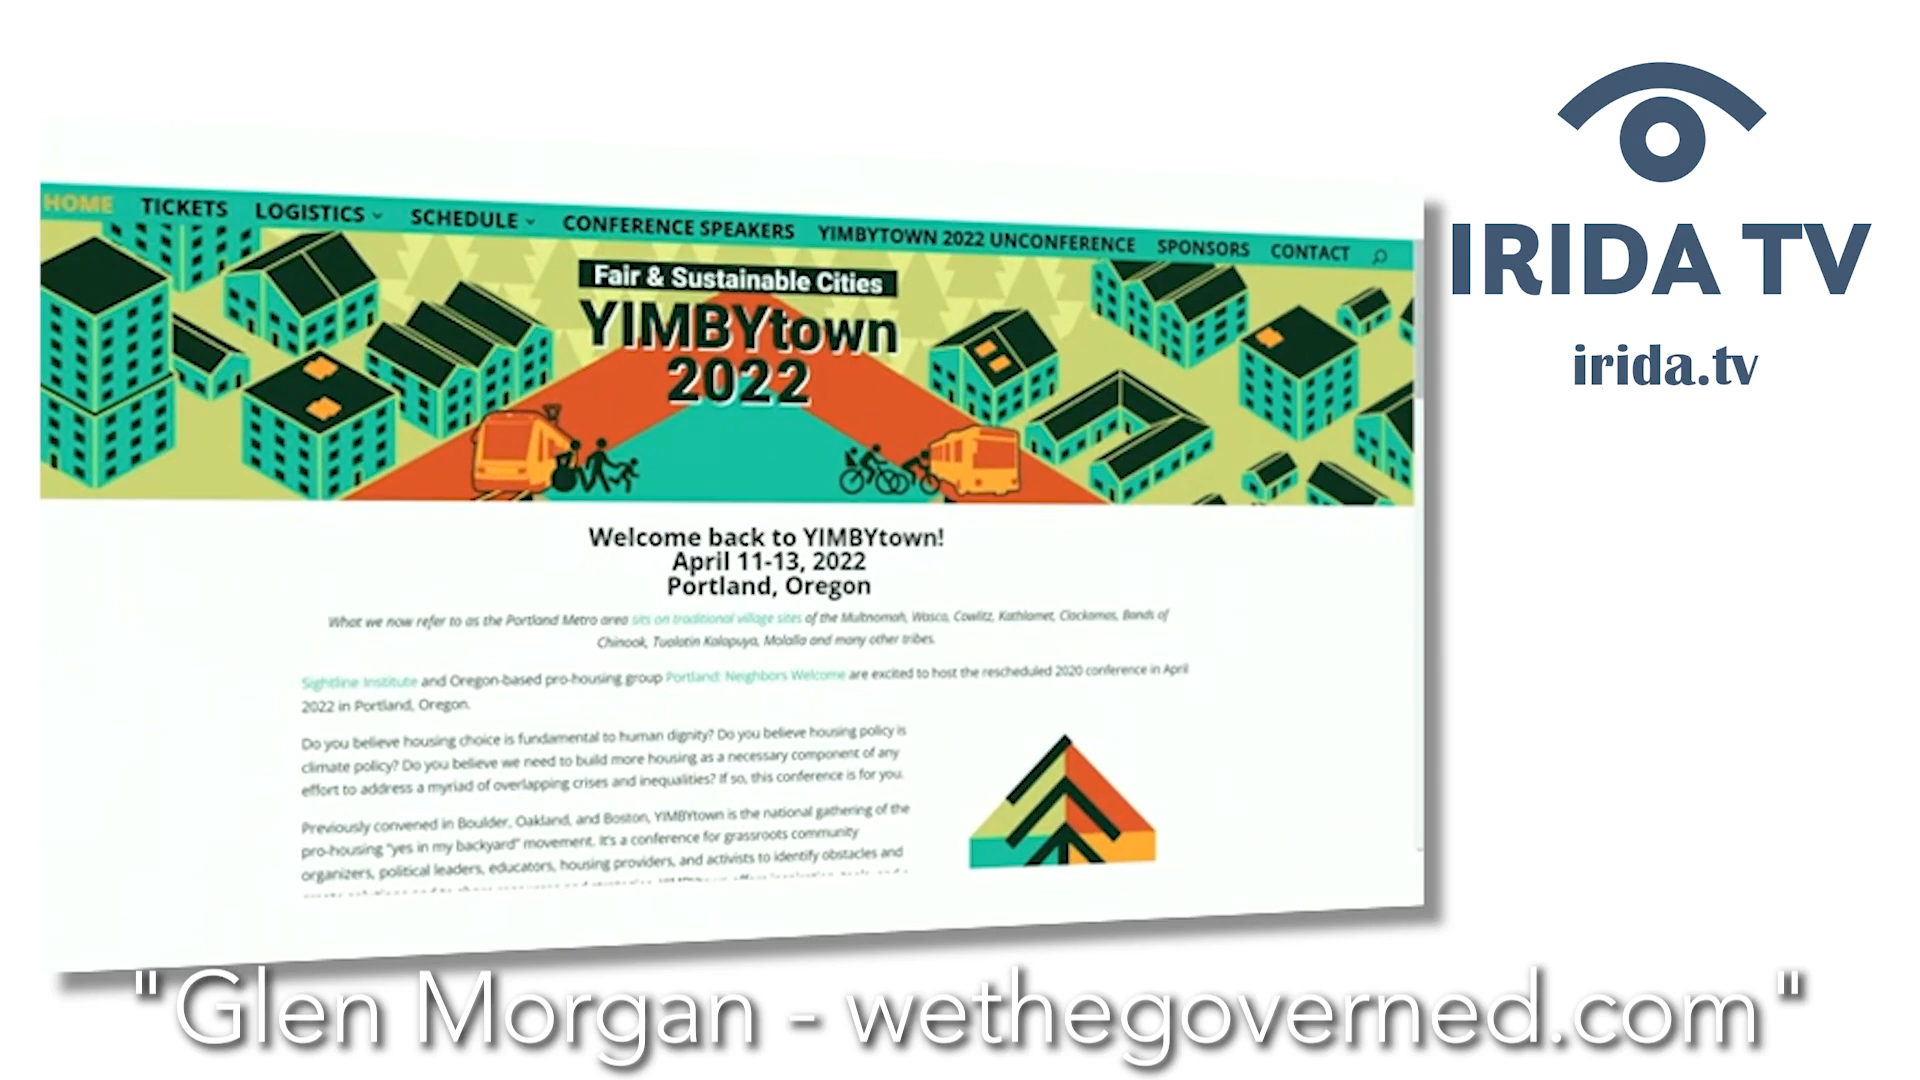 HOME TICKETS LOGISTICS SCHEDULE CONFERENCE SPEAKERS YIMBYTOWN 2022 UNCONFERENCE SPONSORS CONTACT
Fair & Sustainable Cities
YIMBYtown
2022
IRIDA TV
irida.tv
Welcome back to YIMBYtown!
April 11-13, 2022
Portland, Oregon
What we now refer to as the Portland Metro area sits on traditional village sites of the Multnomah, Wasco, Cowlitz, Kathlamet, Clackamas, Bands of
Chinook, Tualatin Kalapuya, Molalla and many other tribes.
Sightline Institute and Oregon-based pro-housing group Portland: Neighbors Welcome are excited to host the rescheduled 2020 conference in April
2022 in Portland, Oregon.
Do you believe housing choice is fundamental to human dignity? Do you believe housing policy is
climate policy? Do you believe we need to build more housing as a necessary component of any
effort to address a myriad of overlapping crises and inequalities? If so, this conference is for you.
Previously convened in Boulder, Oakland, and Boston, YIMBYtown is the national gathering of the
pro-housing "yes in my backyard" movement. It's a conference for grassroots community
organizers, political leaders, educators, housing providers, and activists to identify obstacles and
"Glen Morgan - wethegoverned.com"